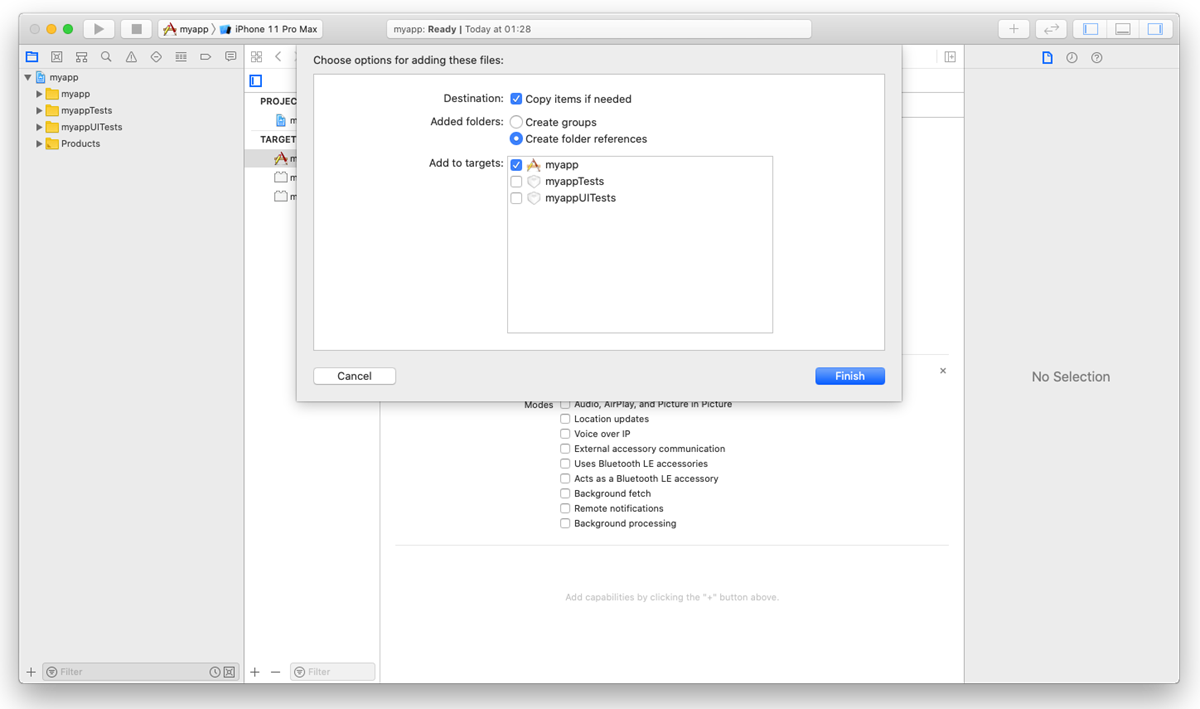 myapp
iPhone 11 Pro Max
myapp: Ready | Today at 01:28
myapp
myapp
myappTests
myappUITests
Products
PROJEC
m
TARGET
m
m
m
Choose options for adding these files:
Destination: Copy items if needed
Added folders: Create groups
Create folder references
Add to targets: myapp
myappTests
myappUITests
Cancel
Finish
Modes Audio, AirPlay, and Picture in Picture
Location updates
Voice over IP
External accessory communication
Uses Bluetooth LE accessories
Acts as a Bluetooth LE accessory
Background fetch
Remote notifications
Background processing
Add capabilities by clicking the "+" button above.
No Selection
Filter
Filter